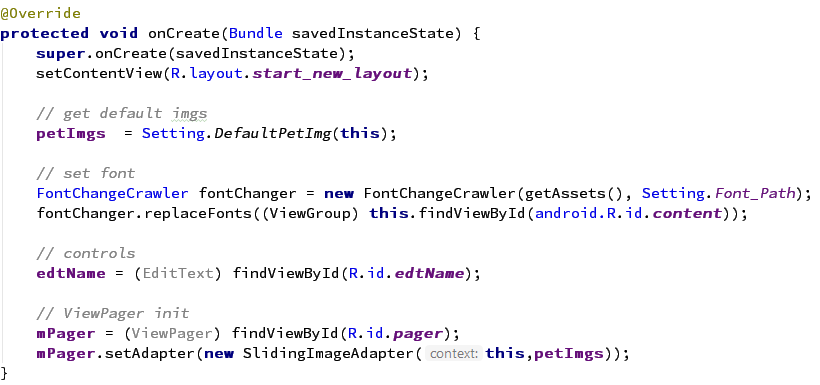 @Override
protected void onCreate(Bundle savedInstanceState) {
    super.onCreate(savedInstanceState);
    setContentView(R.layout.start_new_layout);

    // get default imgs
    petImgs  = Setting.DefaultPetImg(this);

    // set font
    FontChangeCrawler fontChanger = new FontChangeCrawler(getAssets(), Setting.Font_Path);
    fontChanger.replaceFonts((ViewGroup) this.findViewById(android.R.id.content));

    // controls
    edtName = (EditText) findViewById(R.id.edtName);

    // ViewPager init
    mPager = (ViewPager) findViewById(R.id.pager);
    mPager.setAdapter(new SlidingImageAdapter( context: this,petImgs));
}